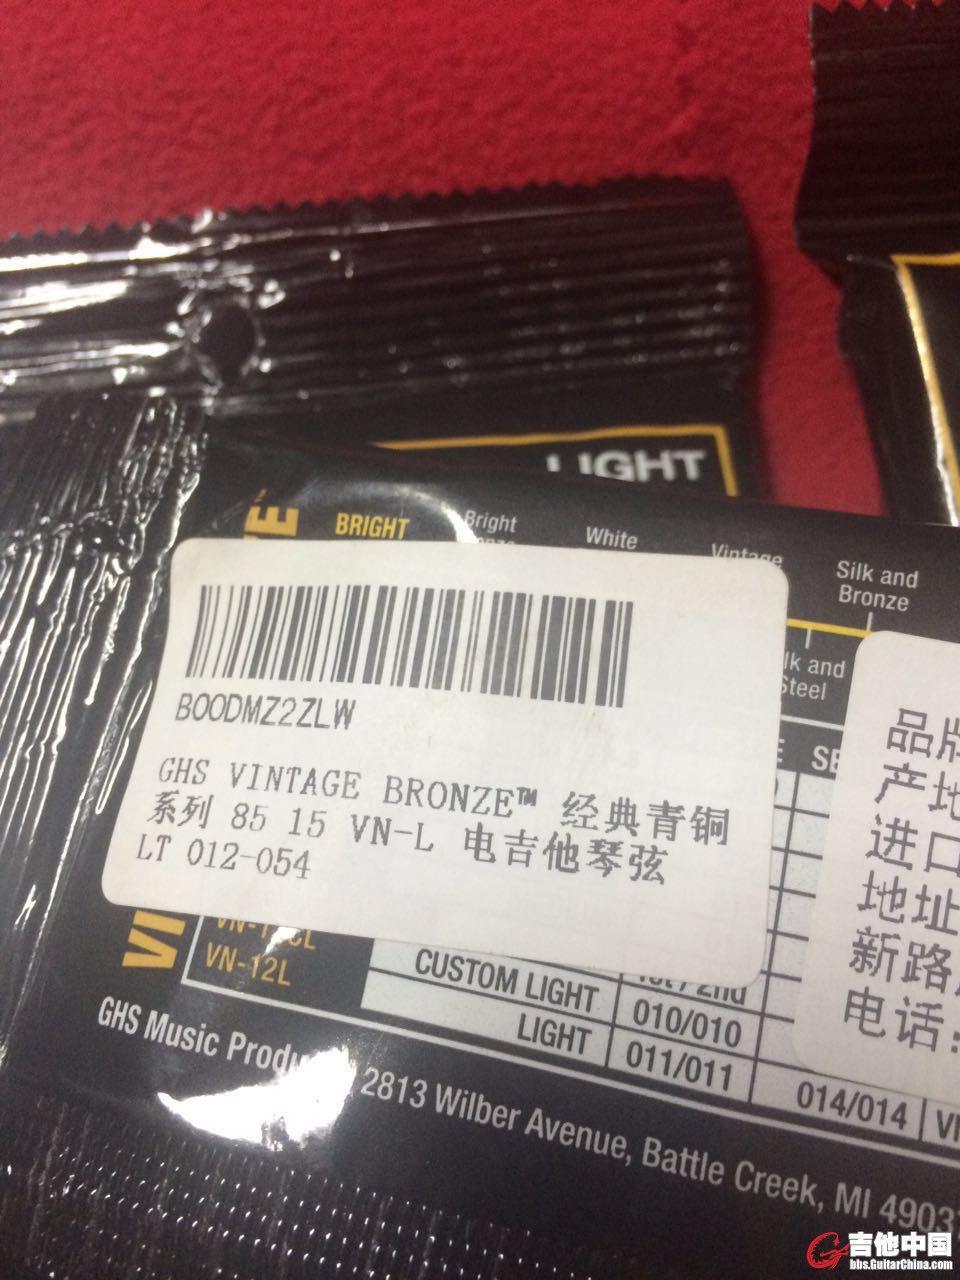 LIGHT
BRIGHT
Bright
White
Vintage
Silk and
Bronze
lk and
Steel
B00DMZ2ZLW
GHS VINTAGE BRONZE™ 经典青铜
系列 85 15 VN-L 电吉他琴弦
LT 012-054
品牌
产地
进口
地址
新路
电话:
VN-12L
CUSTOM LIGHT
1st / 2nd
010/010
LIGHT
011/011
014/014
GHS Music Produ
2813 Wilber Avenue, Battle Creek, MI 4903
吉他中国
bbs.GuitarChina.com